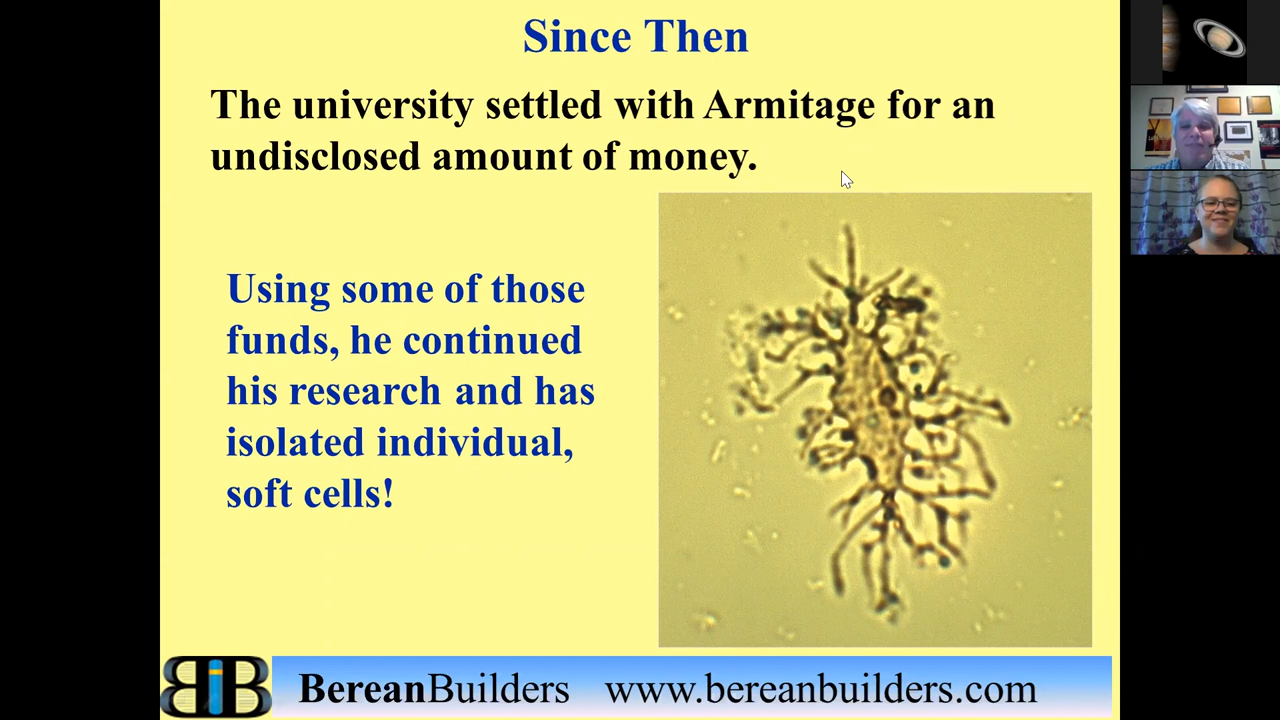 Since Then
The university settled with Armitage for an
undisclosed amount of money.
Using some of those
funds, he continued
his research and has
isolated individual,
soft cells!
BiB
BereanBuilders www.bereanbuilders.com